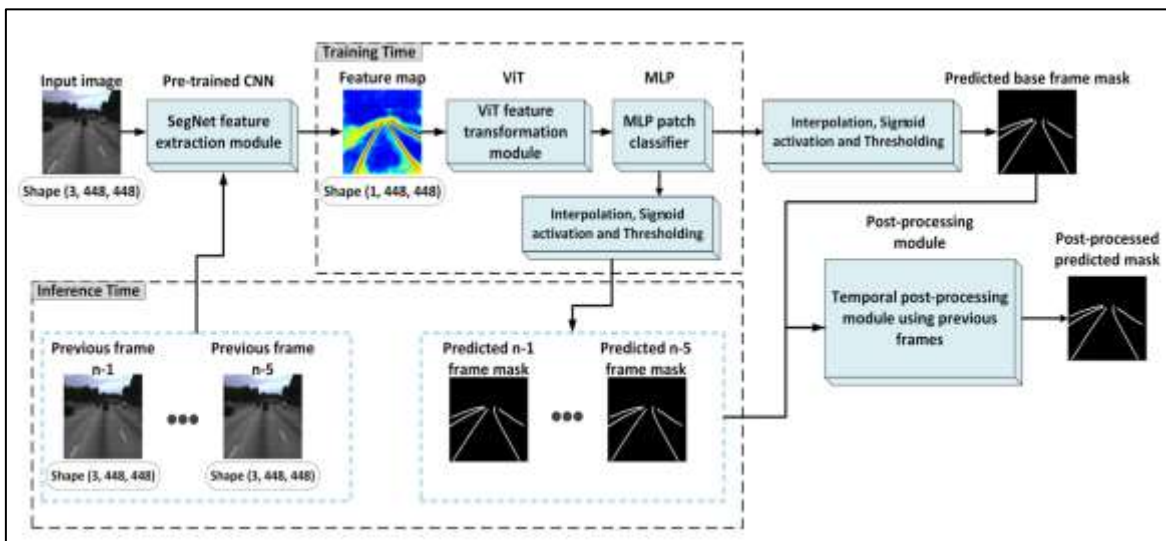 Training Time
Input image
Pre-trained CNN
Feature map
ViT
MLP
Predicted base frame mask
SegNet feature
extraction module
ViT feature
transformation
module
MLP patch
classifier
Interpolation, Signoid
activation and Thresholding
Shape (3, 448, 448)
Shape (1, 448, 448)
Interpolation, Signoid
activation and Thresholding
Post-processing
module
Post-processed
predicted mask
Temporal post-processing
module using previous
frames
Inference Time
Previous frame
n-1
Previous frame
n-5
Predicted n-1
frame mask
Predicted n-5
frame mask
Shape (3, 448, 448)
Shape (3, 448, 448)